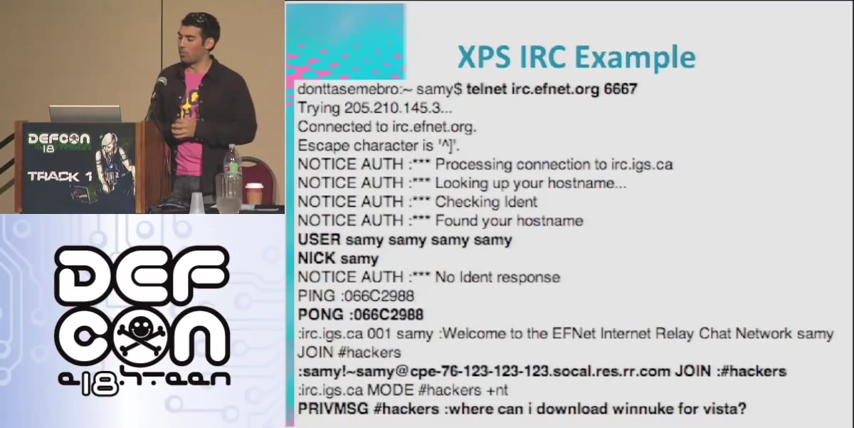 DEFCON
18
TRACK 1
DEF
CON
e18hteen
XPS IRC Example
donttasemebro:~ samy$ telnet irc.efnet.org 6667
Trying 205.210.145.3...
Connected to irc.efnet.org.
Escape character is '^]'.
NOTICE AUTH :*** Processing connection to irc.igs.ca
NOTICE AUTH :*** Looking up your hostname...
NOTICE AUTH :*** Checking Ident
NOTICE AUTH :*** Found your hostname
USER samy samy samy samy
NICK samy
NOTICE AUTH :*** No Ident response
PING :066C2988
PONG :066C2988
:irc.igs.ca 001 samy :Welcome to the EFNet Internet Relay Chat Network samy
JOIN #hackers
:samy!~samy@cpe-76-123-123-123.socal.res.rr.com JOIN :#hackers
:irc.igs.ca MODE #hackers +nt
PRIVMSG #hackers :where can i download winnuke for vista?